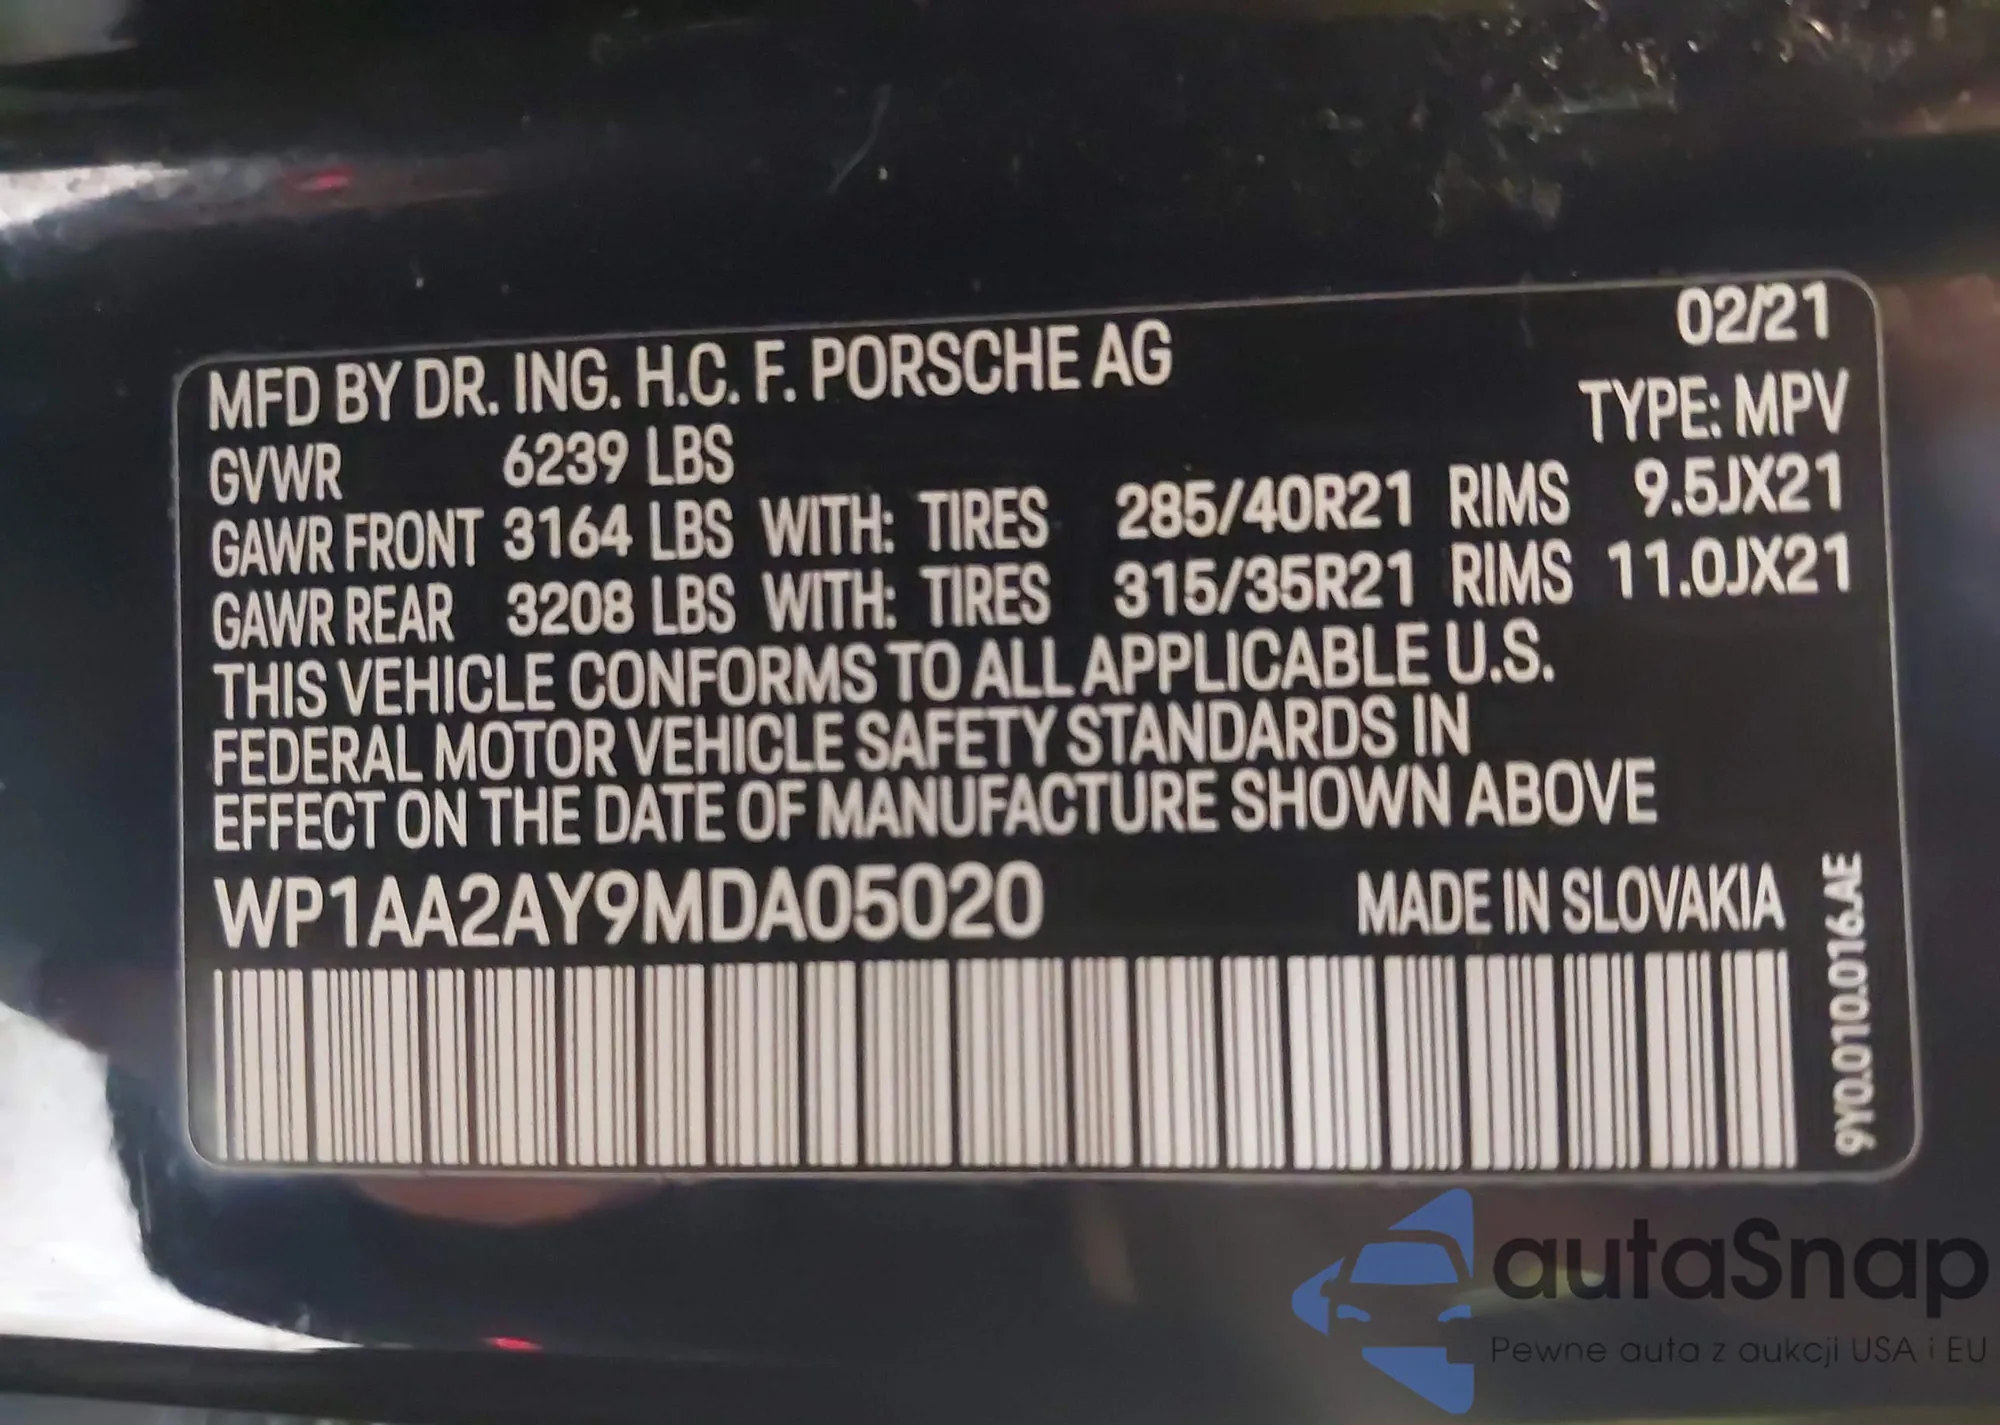 02/21
MFD BY DR. ING. H.C. F. PORSCHE AG
TYPE: MPV
GVWR 6239 LBS
GAWR FRONT 3164 LBS WITH: TIRES 285/40R21 RIMS 9.5JX21
GAWR REAR 3208 LBS WITH: TIRES 315/35R21 RIMS 11.0JX21
THIS VEHICLE CONFORMS TO ALL APPLICABLE U.S.
FEDERAL MOTOR VEHICLE SAFETY STANDARDS IN
EFFECT ON THE DATE OF MANUFACTURE SHOWN ABOVE
WP1AA2AY9MDA05020 MADE IN SLOVAKIA
9Y0.010.016.AE
autaSnap
Pewne auta z aukcji USA i EU